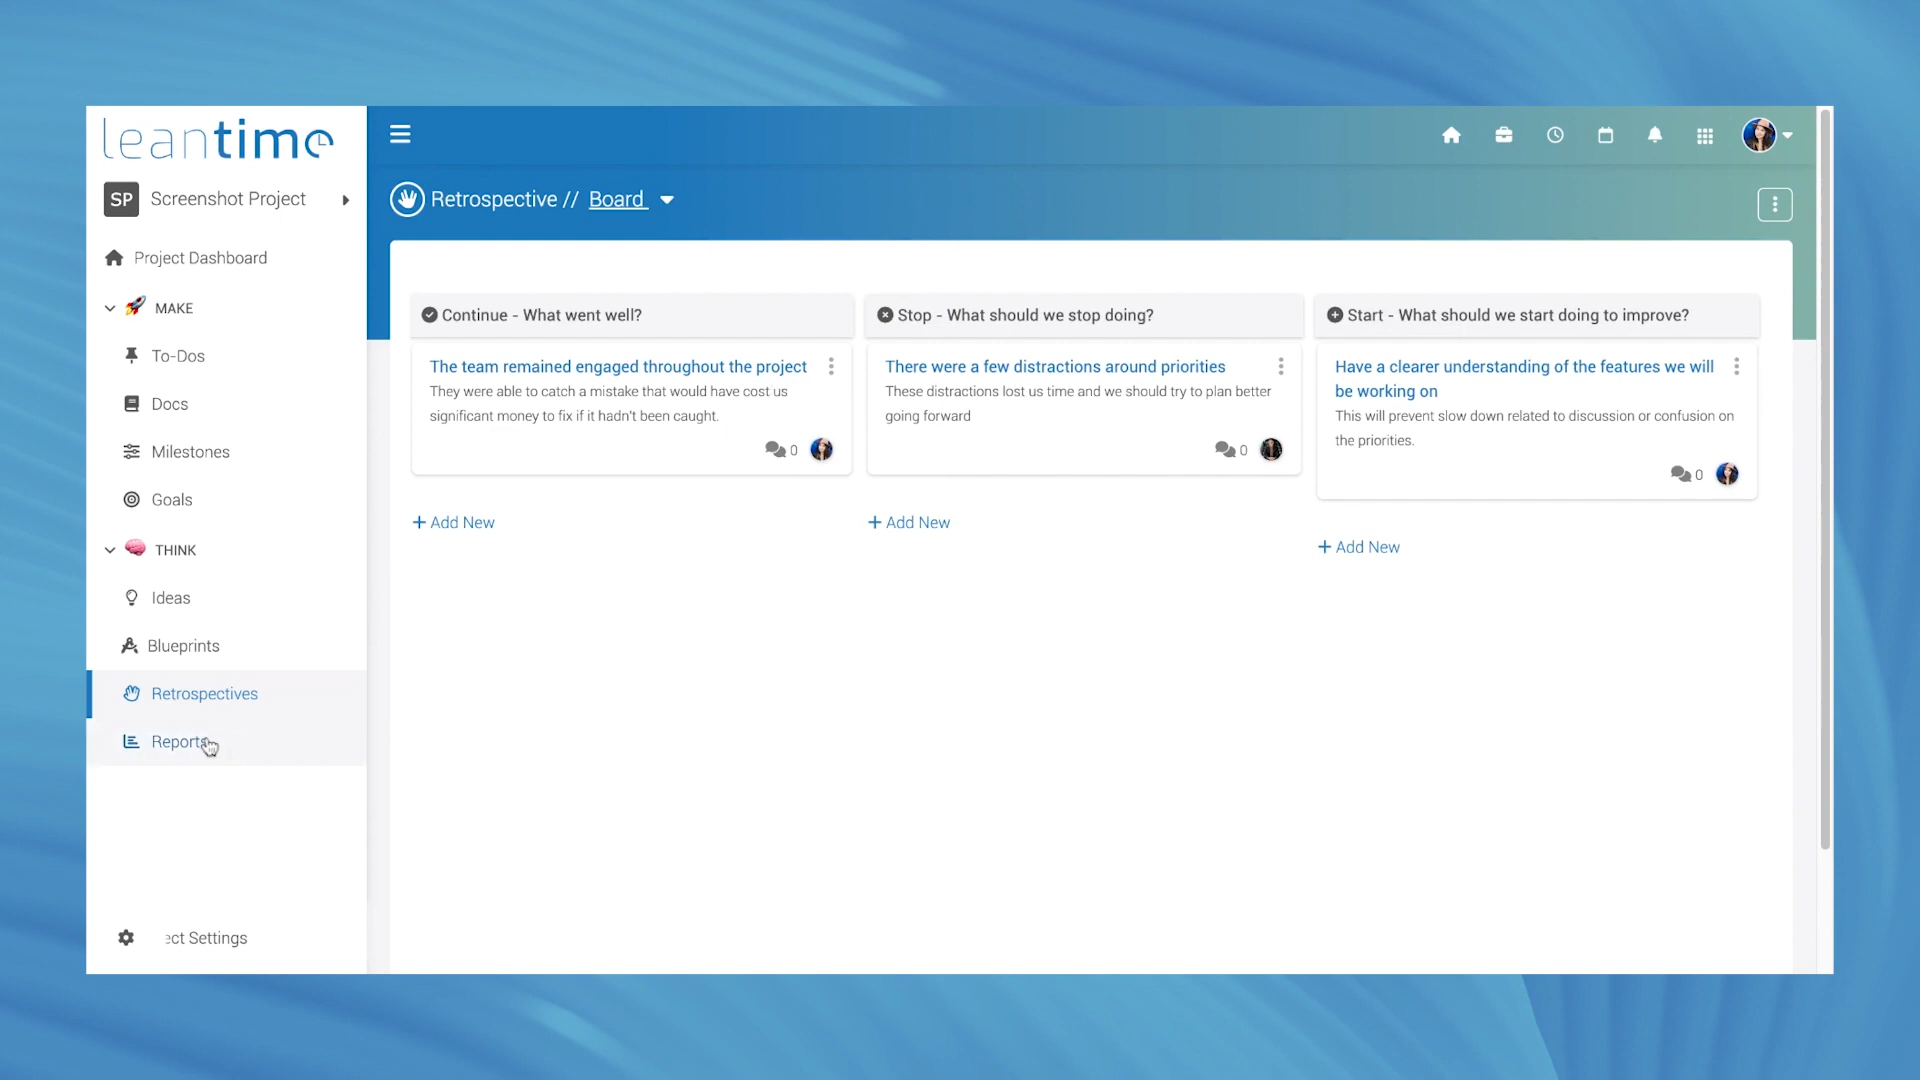 leantime
SP Screenshot Project
Project Dashboard
MAKE
To-Dos
Docs
Milestones
Goals
THINK
Ideas
Blueprints
Retrospectives
Reports
ect Settings
Retrospective // Board
Continue - What went well?
The team remained engaged throughout the project
They were able to catch a mistake that would have cost us
significant money to fix if it hadn't been caught.
0
+ Add New
Stop - What should we stop doing?
There were a few distractions around priorities
These distractions lost us time and we should try to plan better
going forward
0
+ Add New
Start - What should we start doing to improve?
Have a clearer understanding of the features we will
be working on
This will prevent slow down related to discussion or confusion on
the priorities.
0
+ Add New